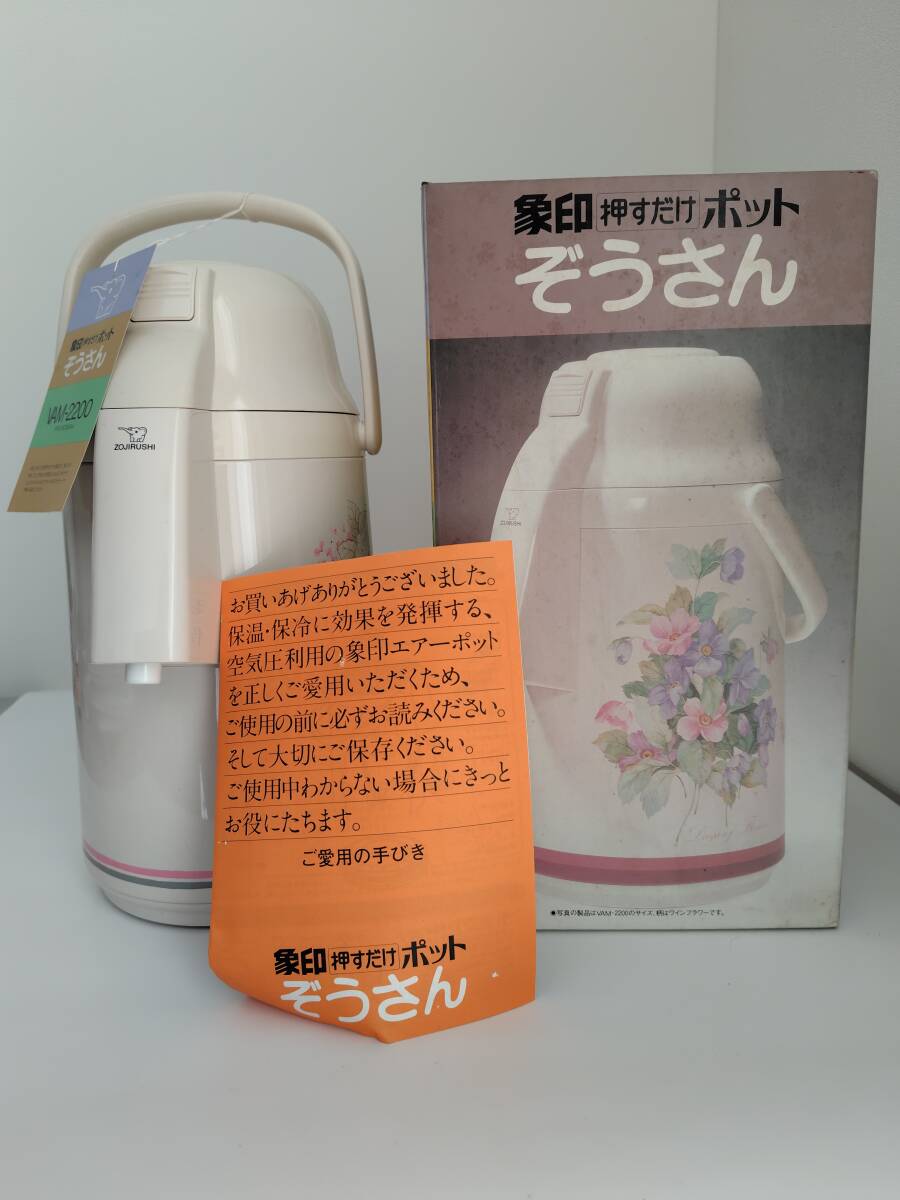 象印 押すだけ ポット
ぞうさん
VAM-2200
ZOJIRUSHI
お買いあげありがとうございました。
保温・保冷に効果を発揮する、
空気圧利用の象印エアーポット
を正しくご愛用いただくため、
ご使用の前に必ずお読みください。
そして大切にご保存ください。
ご使用中わからない場合にきっと
お役にたちます。
ご愛用の手びき
象印 押すだけ ポット
ぞうさん
象印 押すだけ ポット
ぞうさん
ZOJIRUSHI
●写真の製品はVAM-2200のサイズ、柄はワインフラワーです。